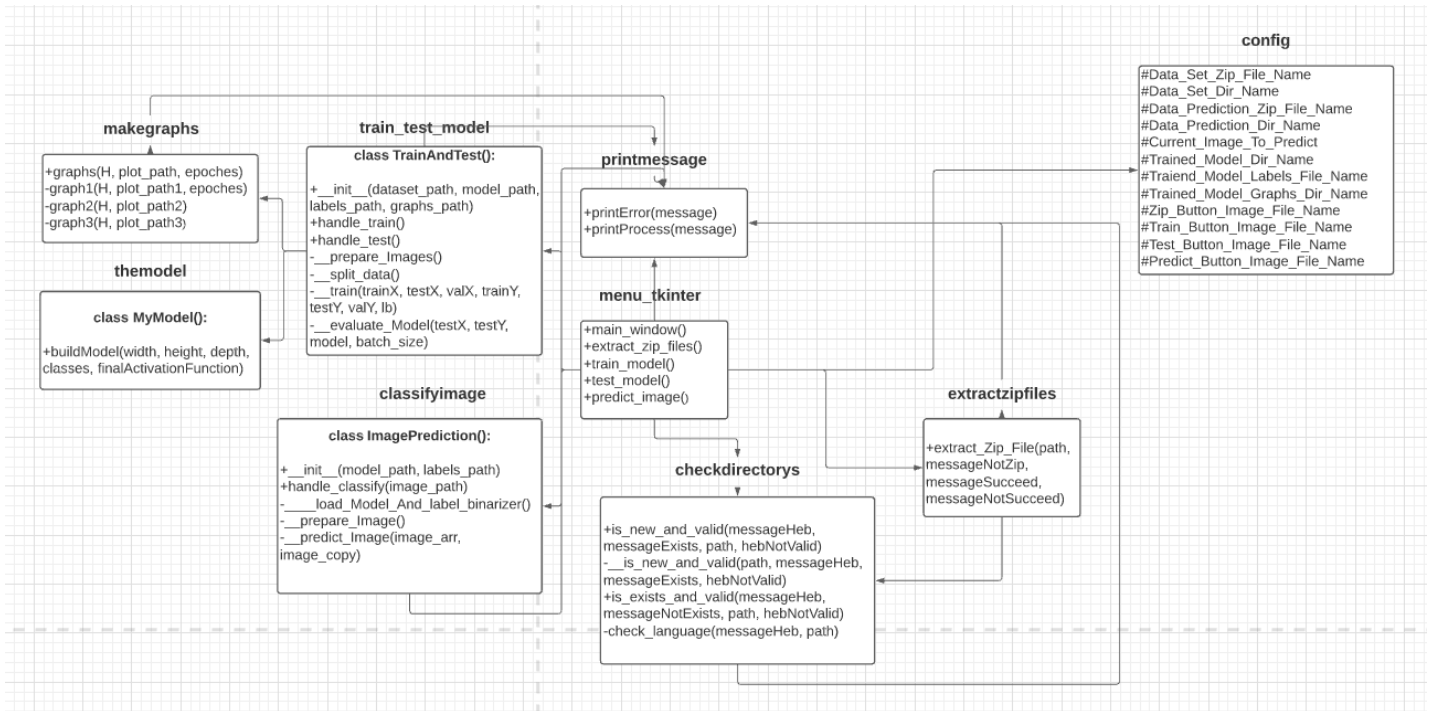 makegraphs
+graphs(H, plot_path, epoches)
-graph1(H, plot_path1, epoches)
-graph2(H, plot_path2)
-graph3(H, plot_path3)
themodel
class MyModel():
+buildModel(width, height, depth,
classes, finalActivationFunction)
train_test_model
class TrainAndTest():
+__init__(dataset_path, model_path,
labels_path, graphs_path)
+handle_train()
+handle_test()
-__prepare_Images()
-__split_data()
-__train(trainX, testX, valX, trainY,
testY, valY, lb)
-__evaluate_Model(testX, testY,
model, batch_size)
classifyimage
class ImagePrediction():
+__init__(model_path, labels_path)
+handle_classify(image_path)
-____load_Model_And_label_binarizer()
-__prepare_Image()
-__predict_Image(image_arr,
image_copy)
printmessage
+printError(message)
+printProcess(message)
menu_tkinter
+main_window()
+extract_zip_files()
+train_model()
+test_model()
+predict_image()
checkdirectorys
+is_new_and_valid(messageHeb,
messageExists, path, hebNotValid)
-__is_new_and_valid(path, messageHeb,
messageExists, hebNotValid)
+is_exists_and_valid(messageHeb,
messageNotExists, path, hebNotValid)
-check_language(messageHeb, path)
extractzipfiles
+extract_Zip_File(path,
messageNotZip,
messageSucceed,
messageNotSucceed)
config
#Data_Set_Zip_File_Name
#Data_Set_Dir_Name
#Data_Prediction_Zip_File_Name
#Data_Prediction_Dir_Name
#Current_Image_To_Predict
#Trained_Model_Dir_Name
#Traiend_Model_Labels_File_Name
#Trained_Model_Graphs_Dir_Name
#Zip_Button_Image_File_Name
#Train_Button_Image_File_Name
#Test_Button_Image_File_Name
#Predict_Button_Image_File_Name